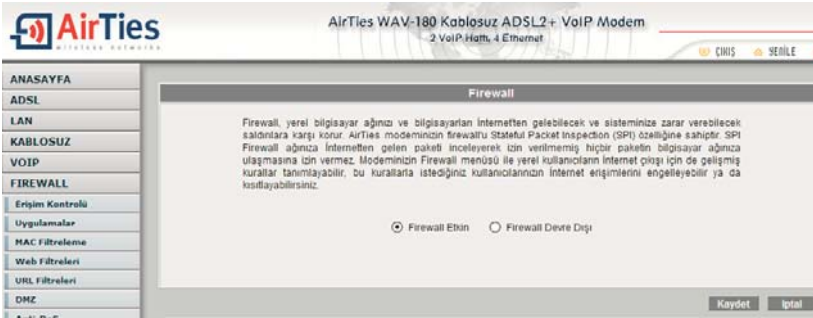 AirTies
wireless networks
AirTies WAV-180 Kablosuz ADSL2+ VoIP Modem
2 VoIP Hattı, 4 Ethernet
ÇIKIŞ YENİLE
ANASAYFA
ADSL
LAN
KABLOSUZ
VOIP
FIREWALL
Erişim Kontrolü
Uygulamalar
MAC Filtreleme
Web Filtreleri
URL Filtreleri
DMZ
Anti-DoS
Firewall
Firewall, yerel bilgisayar ağınızı ve bilgisayarları İnternet'ten gelebilecek ve sisteminize zarar verebilecek
saldırılara karşı korur. AirTies modeminizin firewall'u Stateful Packet Inspection (SPI) özelliğine sahiptir. SPI
Firewall ağınıza İnternetten gelen paketi inceleyerek izin verilmemiş hiçbir paketin bilgisayar ağınıza
ulaşmasına izin vermez. Modeminizin Firewall menüsü ile yerel kullanıcıların İnternet çıkışı için de gelişmiş
kurallar tanımlayabilir, bu kurallarla istediğiniz kullanıcılarınızın İnternet erişimlerini engelleyebilir ya da
kısıtlayabilirsiniz.
Firewall Etkin Firewall Devre Dışı
Kaydet İptal